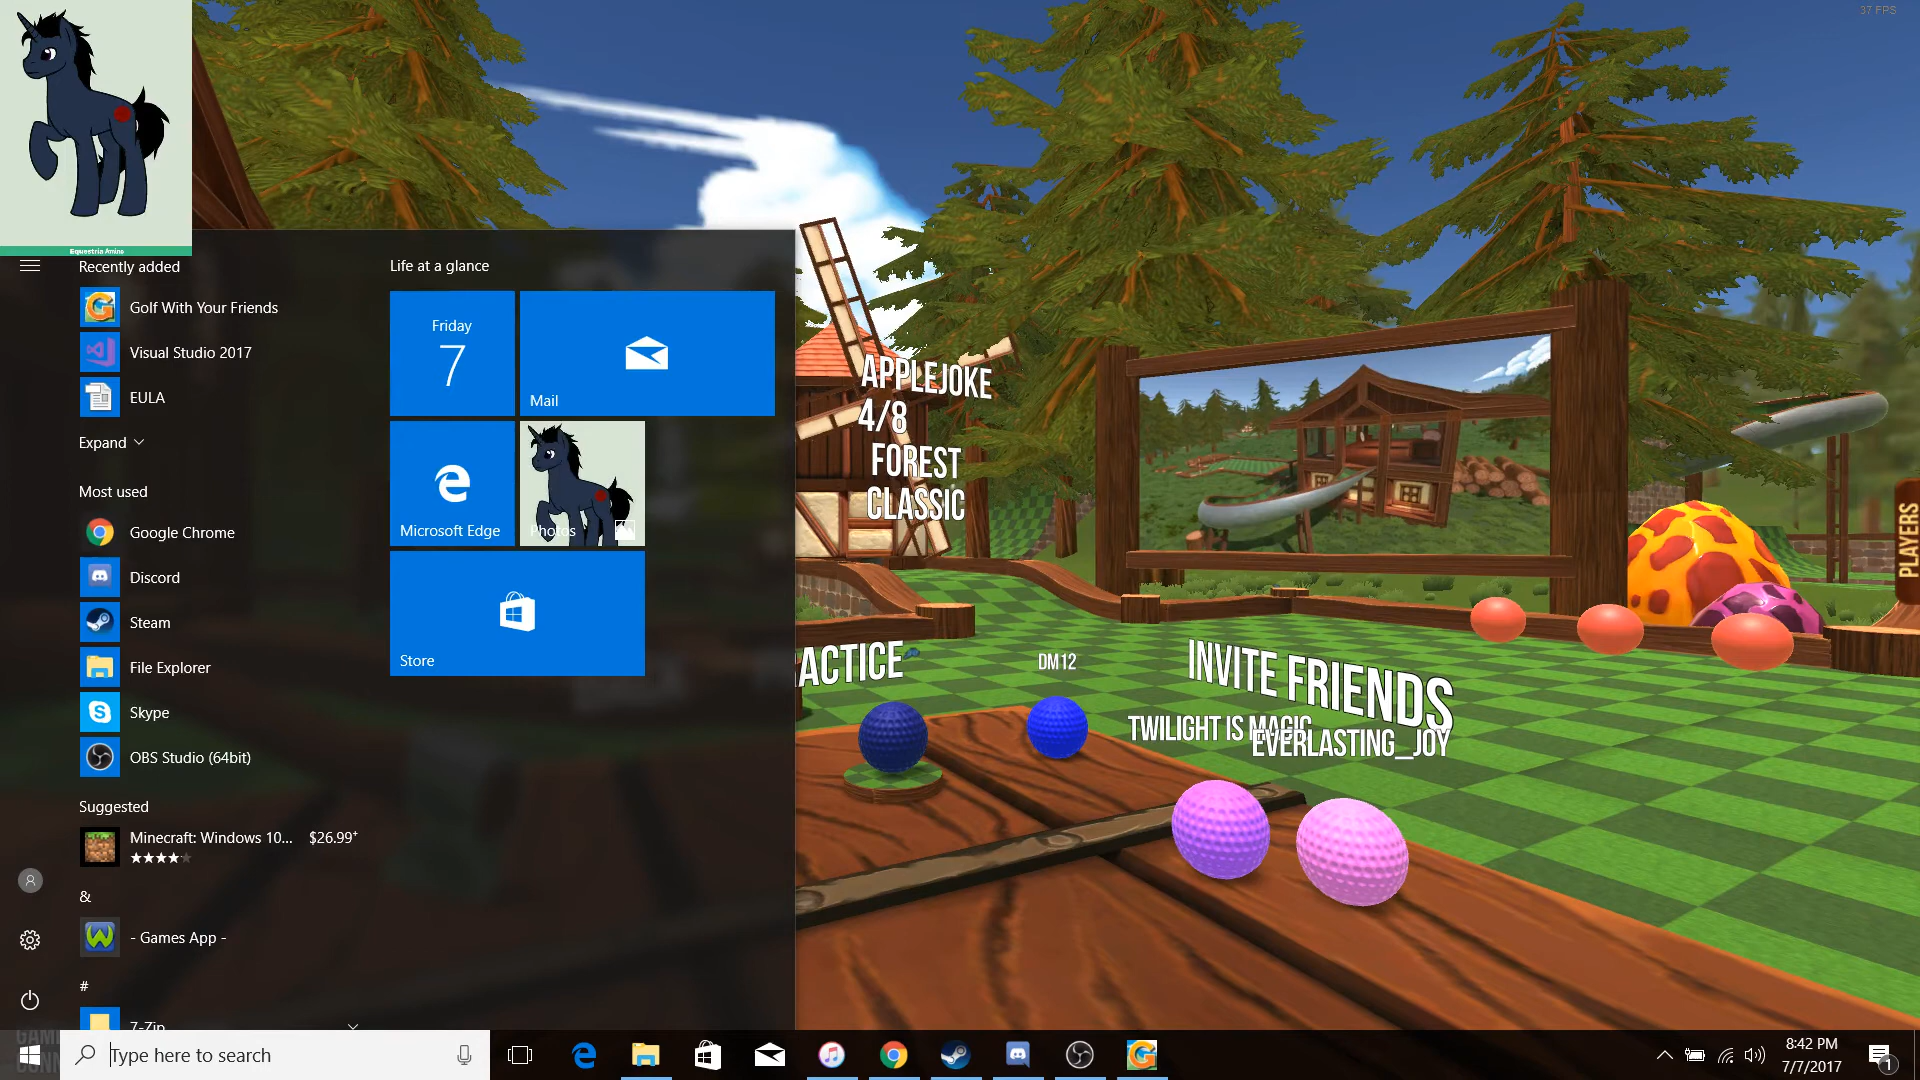 37 FPS
Equestria Amino
Recently added
Golf With Your Friends
Visual Studio 2017
EULA
Expand
Most used
Google Chrome
Discord
Steam
File Explorer
Skype
OBS Studio (64bit)
Suggested
Minecraft: Windows 10... $26.99+
&
- Games App -
#
7-Zip
Life at a glance
Friday
7
Mail
Microsoft Edge
Photos
Store
APPLEJOKE
4/8
FOREST
CLASSIC
PLAYERS
ACTICE
DM12
INVITE FRIENDS
TWILIGHT IS MAGIC
EVERLASTING_JOY
Type here to search
8:42 PM
7/7/2017
1